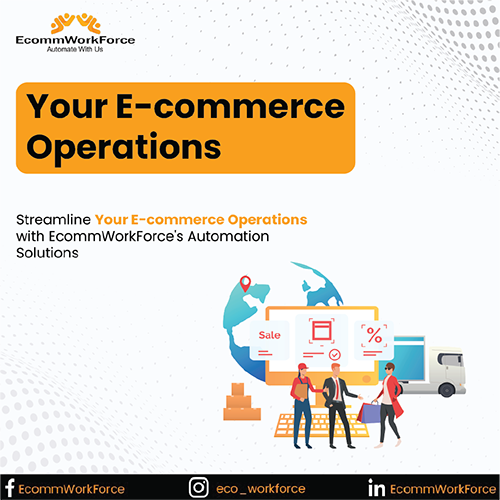 EcommWorkForce
Automate With Us
Your E-commerce
Operations
Streamline Your E-commerce Operations
with EcommWorkForce's Automation
Solutions
Sale
%
EcommWorkForce
eco_workforce
EcommWorkForce